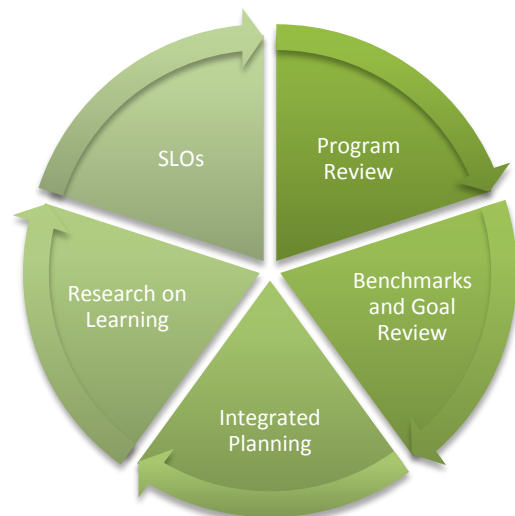 SLOs
Program
Review
Research on
Learning
Benchmarks
and Goal
Review
Integrated
Planning